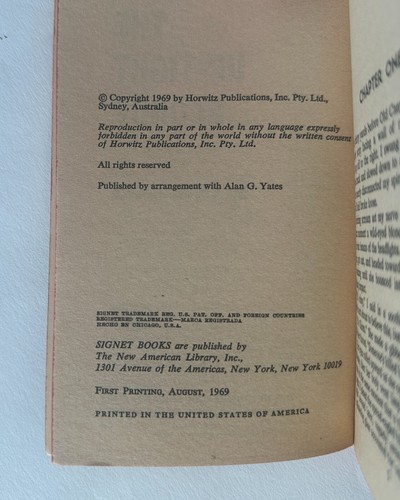 © Copyright 1969 by Horwitz Publications, Inc. Pty. Ltd.,
Sydney, Australia
Reproduction in part or in whole in any language expressly
forbidden in any part of the world without the written consent
of Horwitz Publications, Inc. Pty. Ltd.
All rights reserved
Published by arrangement with Alan G. Yates
SIGNET TRADEMARK REG. U.S. PAT. OFF. AND FOREIGN COUNTRIES
REGISTERED TRADEMARK—MARCA REGISTRADA
HECHO EN CHICAGO, U.S.A.
SIGNET BOOKS are published by
The New American Library, Inc.,
1301 Avenue of the Americas, New York, New York 10019
FIRST PRINTING, AUGUST, 1969
PRINTED IN THE UNITED STATES OF AMERICA
CHAPTER ONE